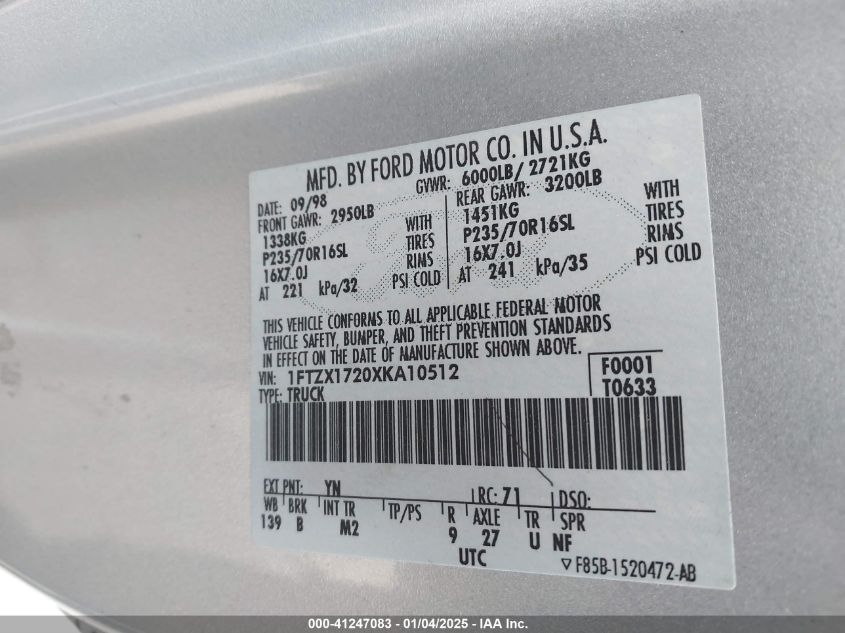 MFD. BY FORD MOTOR CO. IN U.S.A.
DATE: 09/98 GVWR: 6000LB/ 2721KG
FRONT GAWR: 2950LB REAR GAWR: 3200LB
1338KG WITH 1451KG WITH
P235/70R16SL TIRES P235/70R16SL TIRES
16X7.0J RIMS 16X7.0J RIMS
AT 221 kPa/32 PSI COLD AT 241 kPa/35 PSI COLD
THIS VEHICLE CONFORMS TO ALL APPLICABLE FEDERAL MOTOR
VEHICLE SAFETY, BUMPER, AND THEFT PREVENTION STANDARDS
IN EFFECT ON THE DATE OF MANUFACTURE SHOWN ABOVE.
VIN: 1FTZX1720XKA10512 F0001
TYPE: TRUCK T0633
EXT PNT: YN RC: 71 DSO:
WB BRK INT TR TP/PS R AXLE TR SPR
139 B M2 9 27 U NF
UTC ▽ F85B-1520472-AB
000-41247083 - 01/04/2025 - IAA Inc.